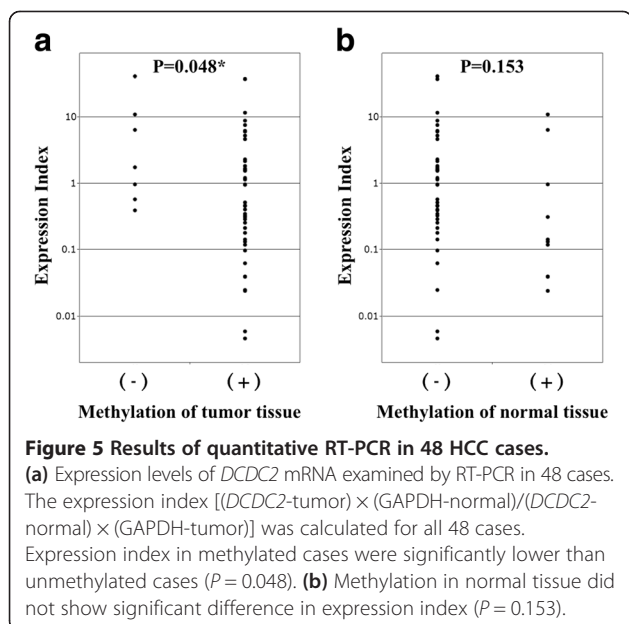 a
b
P=0.048*
P=0.153
Expression Index
10
1
0.1
0.01
Expression Index
10
1
0.1
0.01
( - )
( + )
( - )
( + )
Methylation of tumor tissue
Methylation of normal tissue
Figure 5 Results of quantitative RT-PCR in 48 HCC cases.
(a) Expression levels of DCDC2 mRNA examined by RT-PCR in 48 cases.
The expression index [(DCDC2-tumor) × (GAPDH-normal)/(DCDC2-
normal) × (GAPDH-tumor)] was calculated for all 48 cases.
Expression index in methylated cases were significantly lower than
unmethylated cases (P = 0.048). (b) Methylation in normal tissue did
not show significant difference in expression index (P = 0.153).